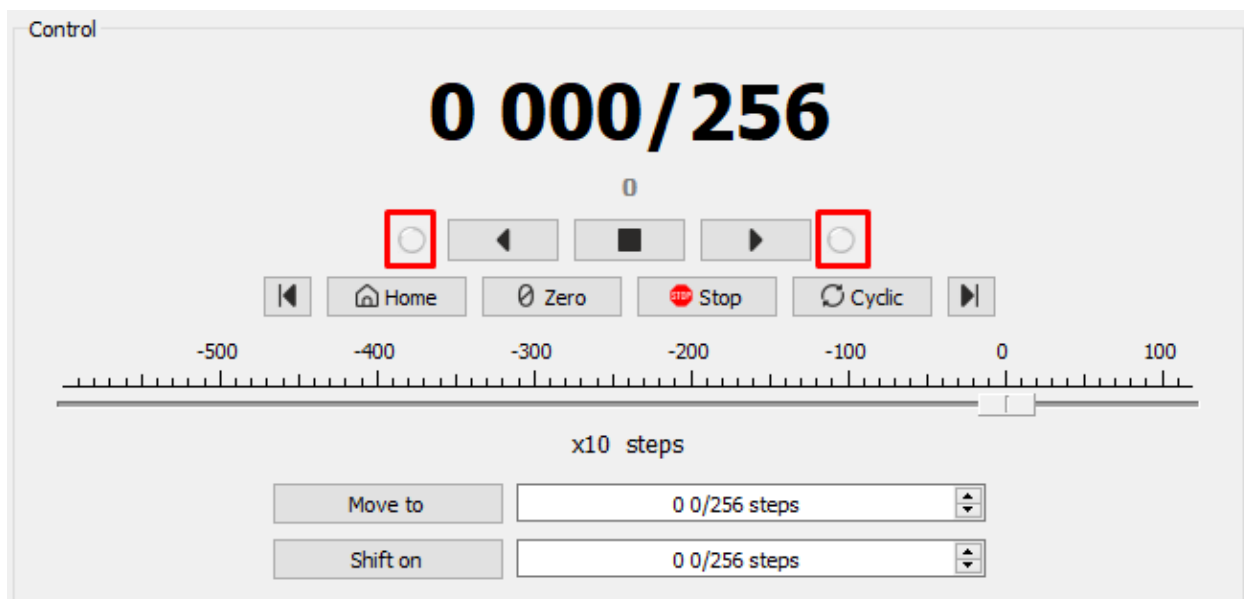 Control
0 000/256
0
Home Zero STOP Stop Cyclic
-500 -400 -300 -200 -100 0 100
x10 steps
Move to 0 0/256 steps
Shift on 0 0/256 steps